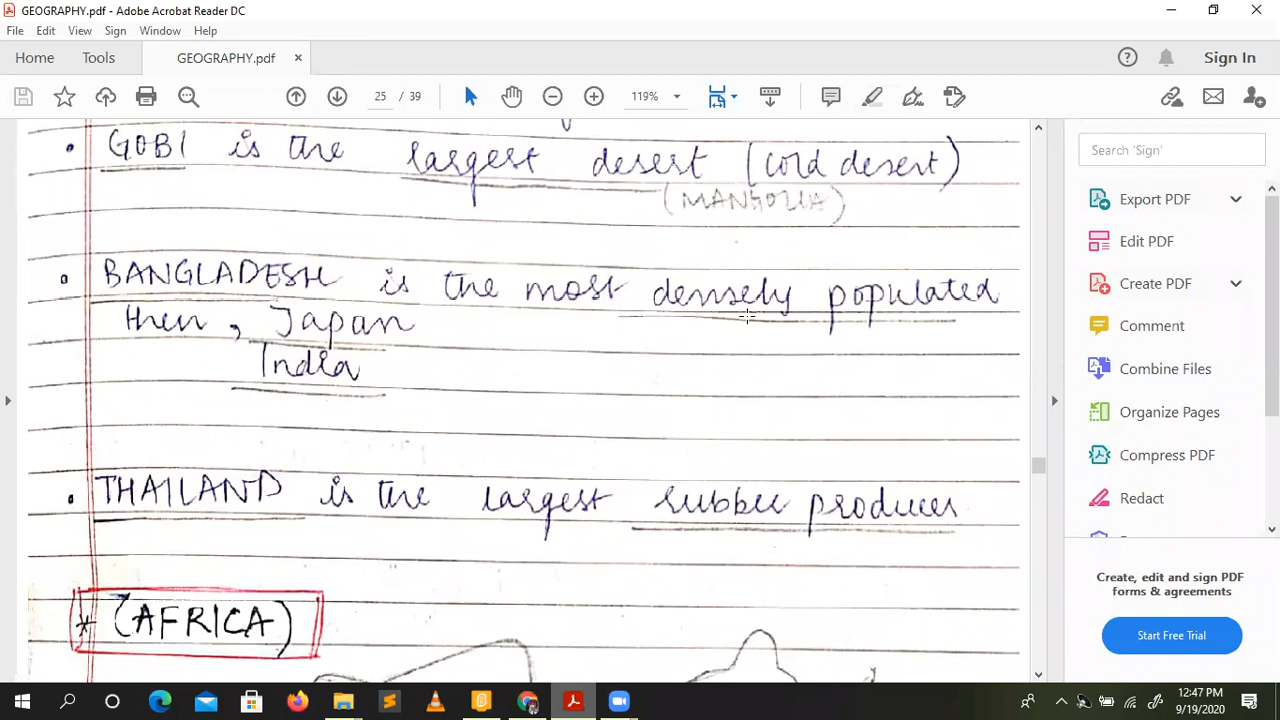 GEOGRAPHY.pdf - Adobe Acrobat Reader DC
File Edit View Sign Window Help
Home Tools GEOGRAPHY.pdf Sign In
25 / 39 119%
GOBI is the largest desert (cold desert)
(MANGOLIA)
BANGLADESH is the most densely populated
then, Japan
India
THAILAND is the largest rubber producer
* (AFRICA)
Search 'Sign'
Export PDF
Edit PDF
Create PDF
Comment
Combine Files
Organize Pages
Compress PDF
Redact
Create, edit and sign PDF
forms & agreements
Start Free Trial
12:47 PM
9/19/2020